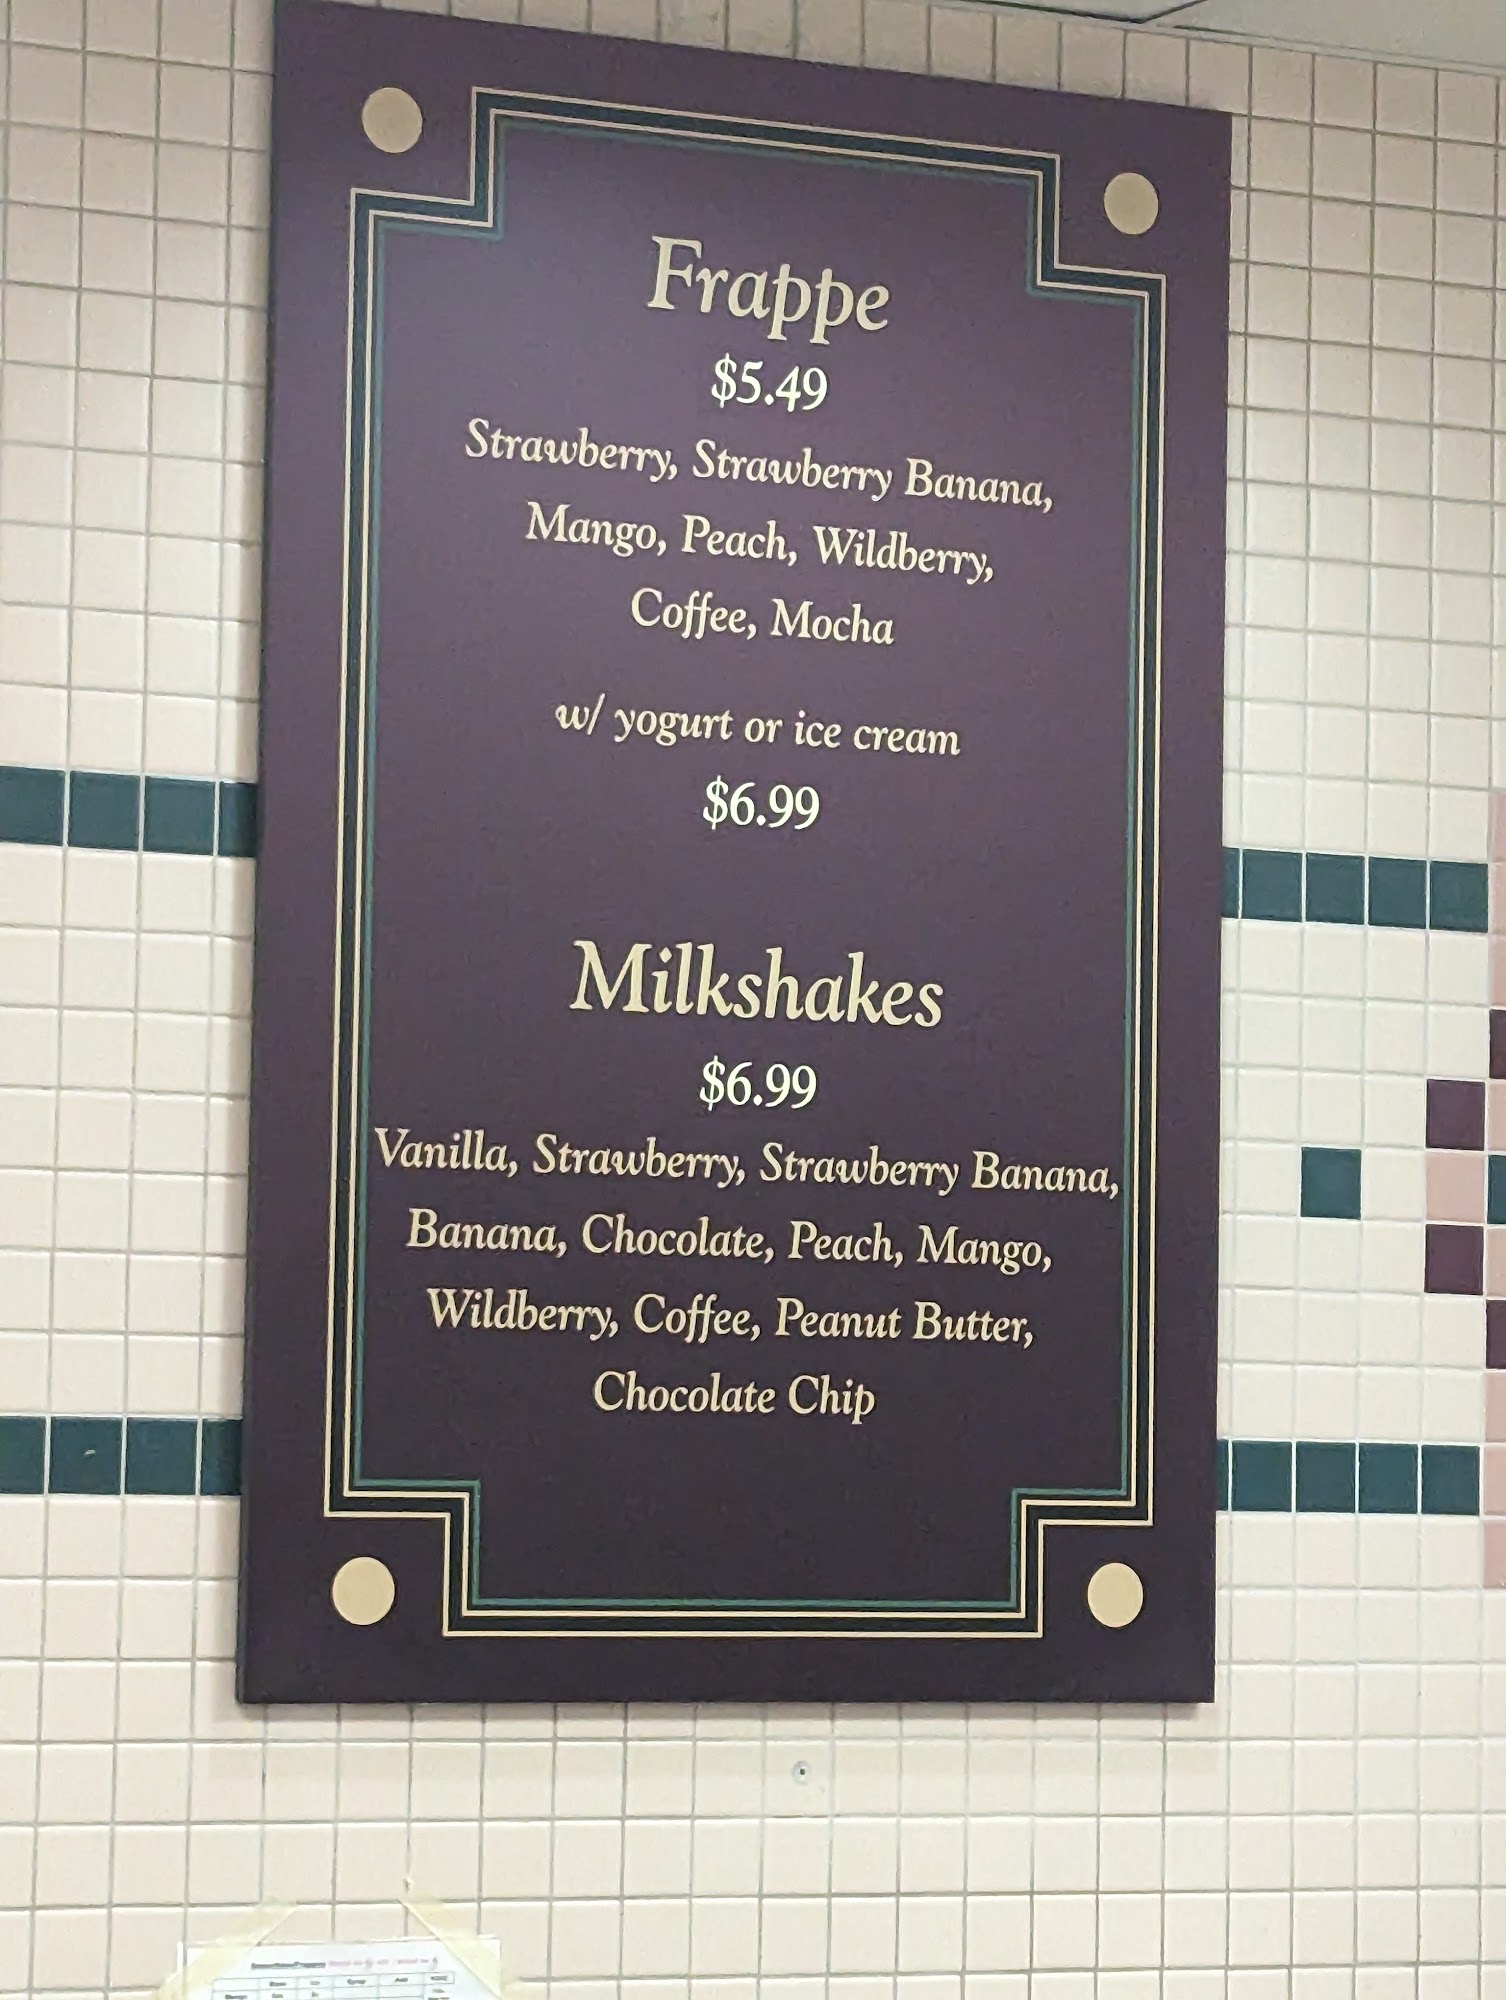 Frappe
$5.49
Strawberry, Strawberry Banana,
Mango, Peach, Wildberry,
Coffee, Mocha
w/ yogurt or ice cream
$6.99
Milkshakes
$6.99
Vanilla, Strawberry, Strawberry Banana,
Banana, Chocolate, Peach, Mango,
Wildberry, Coffee, Peanut Butter,
Chocolate Chip